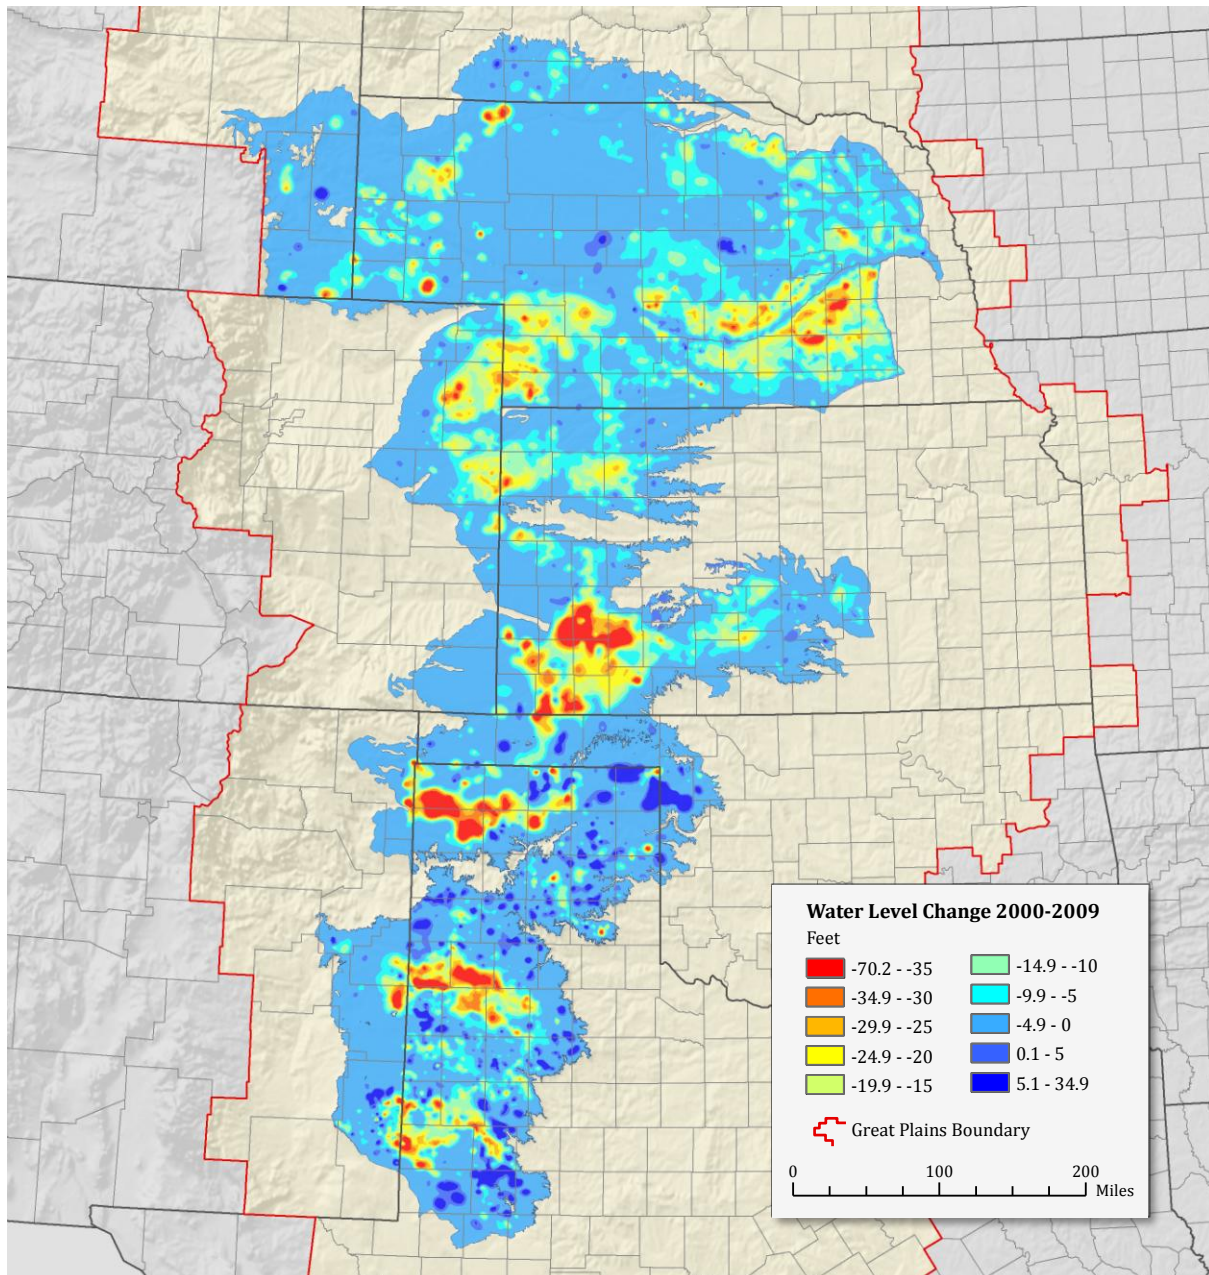 Water Level Change 2000-2009
Feet
-70.2 - -35
-34.9 - -30
-29.9 - -25
-24.9 - -20
-19.9 - -15
-14.9 - -10
-9.9 - -5
-4.9 - 0
0.1 - 5
5.1 - 34.9
Great Plains Boundary
0 100 200
Miles